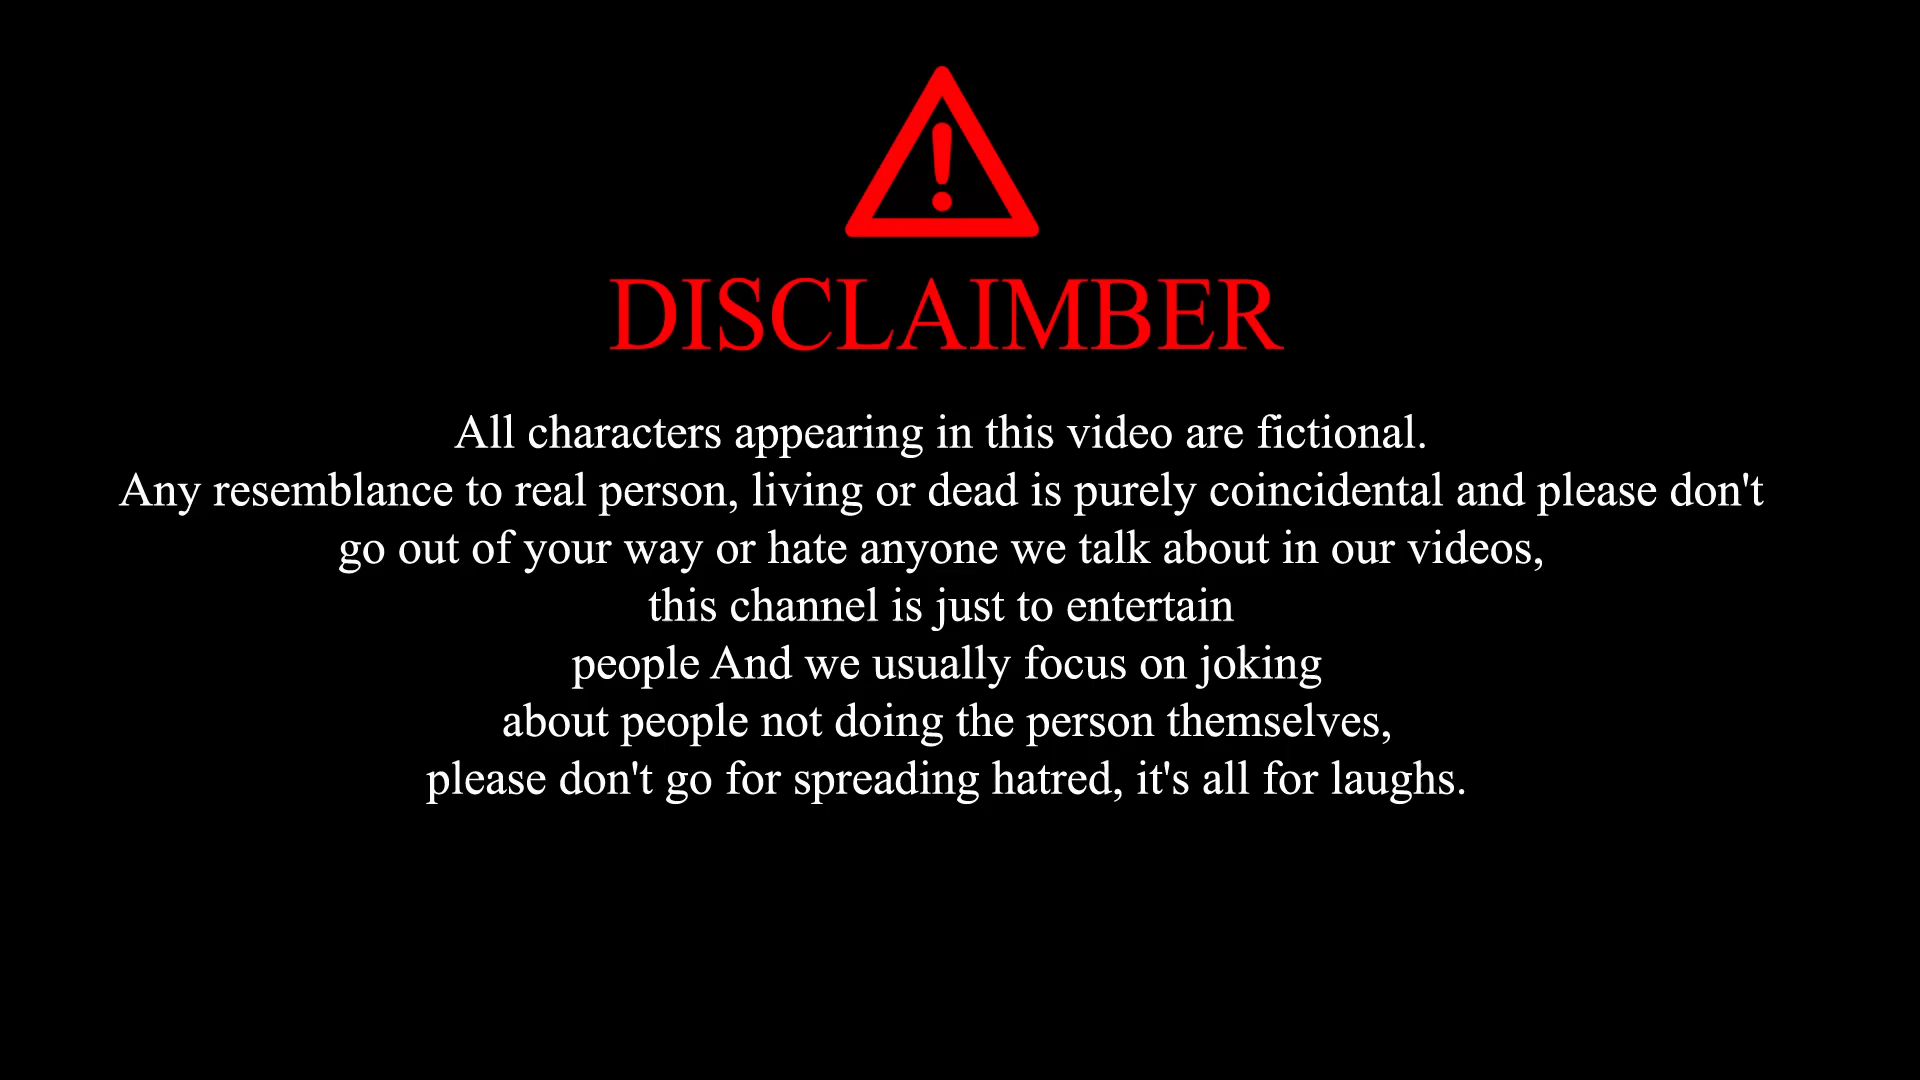 DISCLAIMBER
All characters appearing in this video are fictional.
Any resemblance to real person, living or dead is purely coincidental and please don't
go out of your way or hate anyone we talk about in our videos,
this channel is just to entertain
people And we usually focus on joking
about people not doing the person themselves,
please don't go for spreading hatred, it's all for laughs.